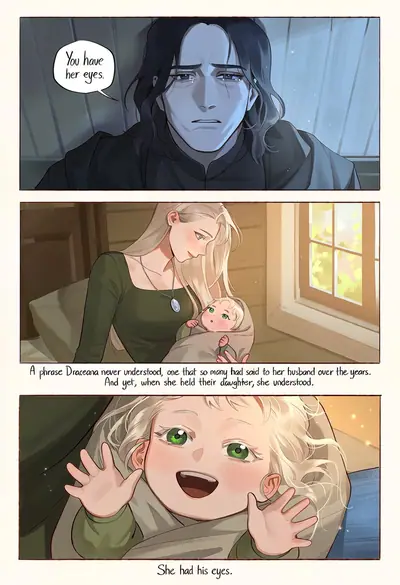 You have
her eyes.
A phrase Draceana never understood, one that so many had said to her husband over the years.
And yet, when she held their daughter, she understood.
She had his eyes.